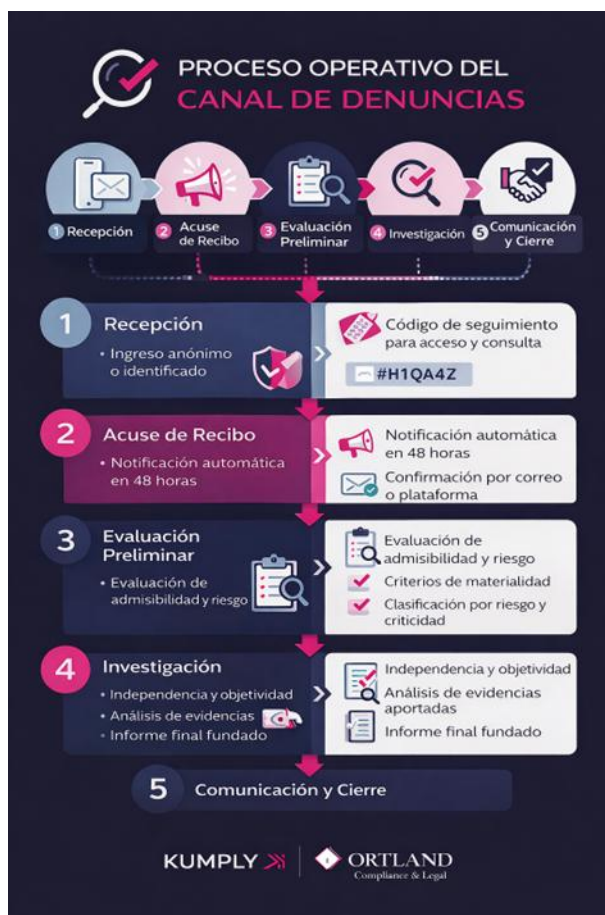 PROCESO OPERATIVO DEL
CANAL DE DENUNCIAS
1 Recepción
2 Acuse
de Recibo
3 Evaluación
Preliminar
4 Investigación
5 Comunicación
y Cierre
1 Recepción
• Ingreso anónimo
o identificado
Código de seguimiento
para acceso y consulta
#H1QA4Z
2 Acuse de Recibo
• Notificación automática
en 48 horas
Notificación automática
en 48 horas
Confirmación por correo
o plataforma
3 Evaluación
Preliminar
• Evaluación de
admisibilidad y riesgo
Evaluación de
admisibilidad y riesgo
Criterios de materialidad
Clasificación por riesgo y
criticidad
4 Investigación
• Independencia y objetividad
• Análisis de evidencias
• Informe final fundado
Independencia y objetividad
Análisis de evidencias
aportadas
Informe final fundado
5 Comunicación y Cierre
KUMPLY
ORTLAND
Compliance & Legal